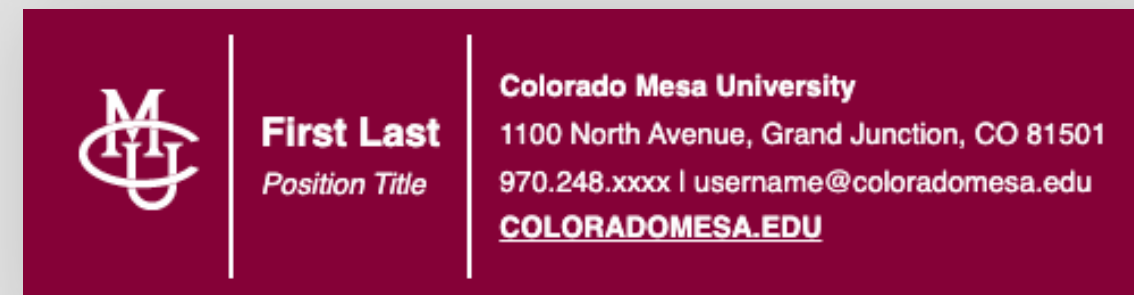 CMU
First Last
Position Title
Colorado Mesa University
1100 North Avenue, Grand Junction, CO 81501
970.248.xxxx | username@coloradomesa.edu
COLORADOMESA.EDU